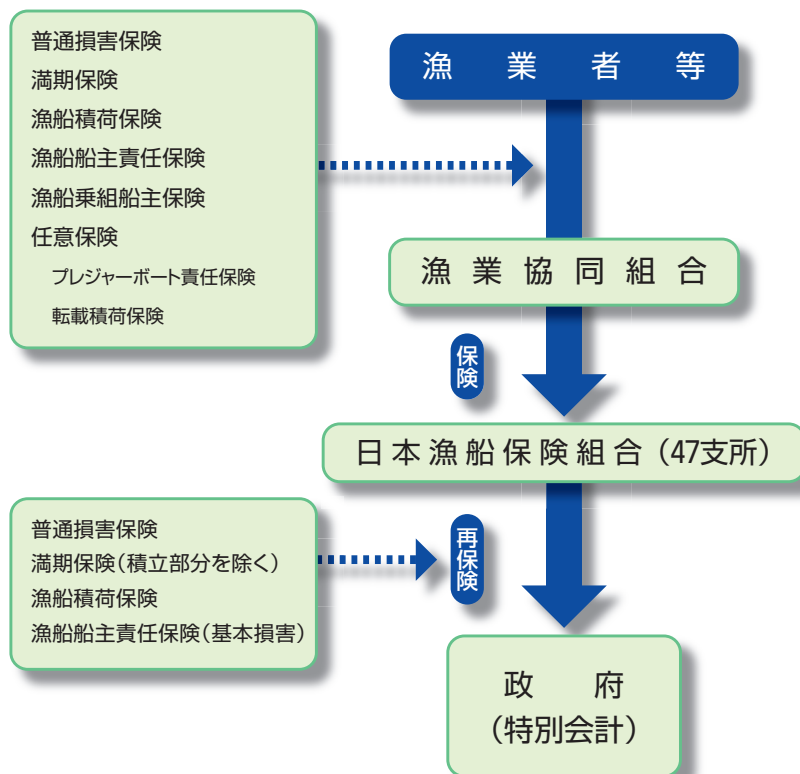 普通損害保険
満期保険
漁船積荷保険
漁船船主責任保険
漁船乗組船主保険
任意保険
プレジャーボート責任保険
転載積荷保険
漁業者等
漁業協同組合
保険
日本漁船保険組合(47支所)
普通損害保険
満期保険(積立部分を除く)
漁船積荷保険
漁船船主責任保険(基本損害)
再保険
政府
(特別会計)